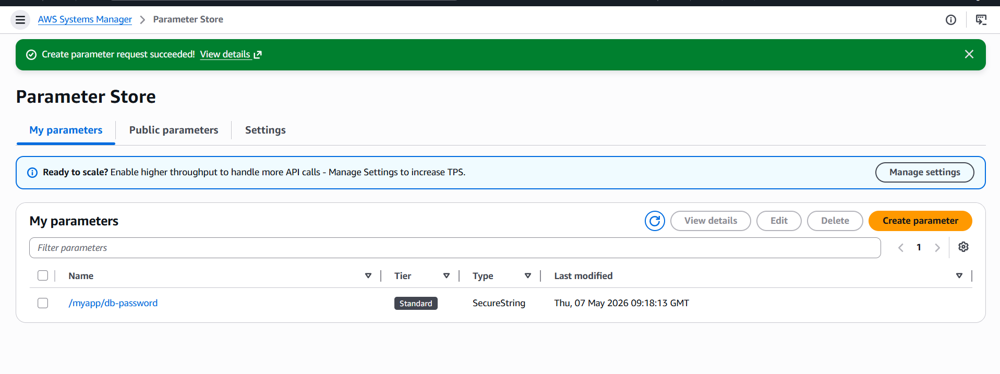 AWS Systems Manager > Parameter Store
Create parameter request succeeded! View details
Parameter Store
My parameters Public parameters Settings
Ready to scale? Enable higher throughput to handle more API calls - Manage Settings to increase TPS. Manage settings
My parameters View details Edit Delete Create parameter
Filter parameters 1
Name Tier Type Last modified
/myapp/db-password Standard SecureString Thu, 07 May 2026 09:18:13 GMT